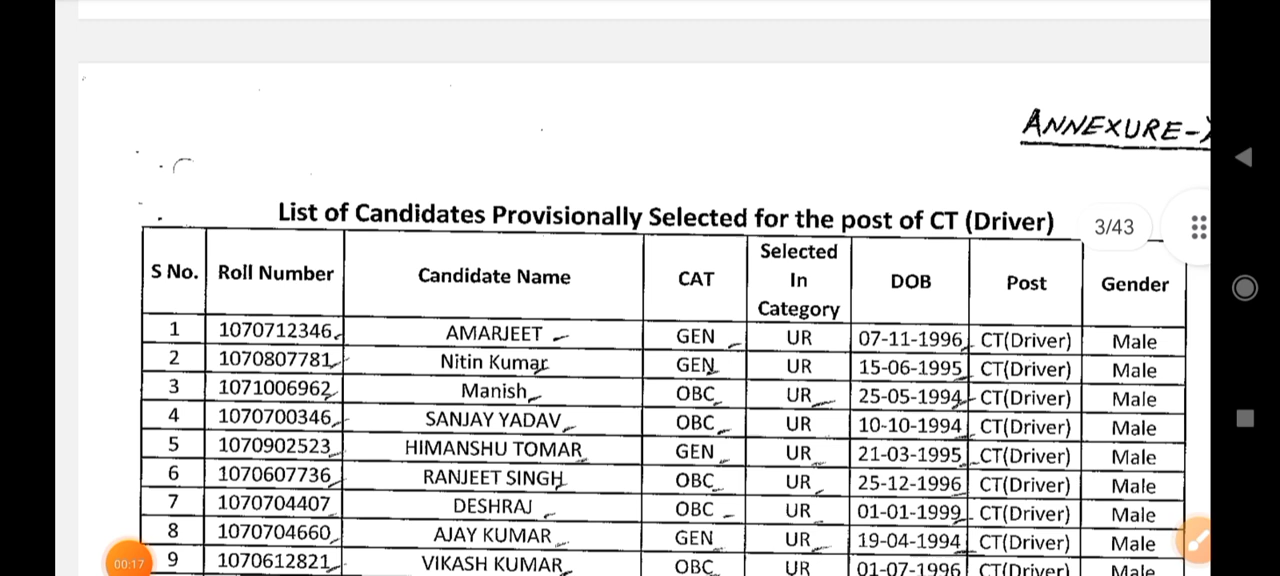 ANNEXURE-
List of Candidates Provisionally Selected for the post of CT (Driver)
3/43
S No. Roll Number Candidate Name CAT Selected In Category DOB Post Gender
1 1070712346 AMARJEET GEN UR 07-11-1996 CT(Driver) Male
2 1070807781 Nitin Kumar GEN UR 15-06-1995 CT(Driver) Male
3 1071006962 Manish OBC UR 25-05-1994 CT(Driver) Male
4 1070700346 SANJAY YADAV OBC UR 10-10-1994 CT(Driver) Male
5 1070902523 HIMANSHU TOMAR GEN UR 21-03-1995 CT(Driver) Male
6 1070607736 RANJEET SINGH OBC UR 25-12-1996 CT(Driver) Male
7 1070704407 DESHRAJ OBC UR 01-01-1999 CT(Driver) Male
8 1070704660 AJAY KUMAR GEN UR 19-04-1994 CT(Driver) Male
9 1070612821 VIKASH KUMAR OBC UR 01-07-1996 CT(Driver) Male
00:17